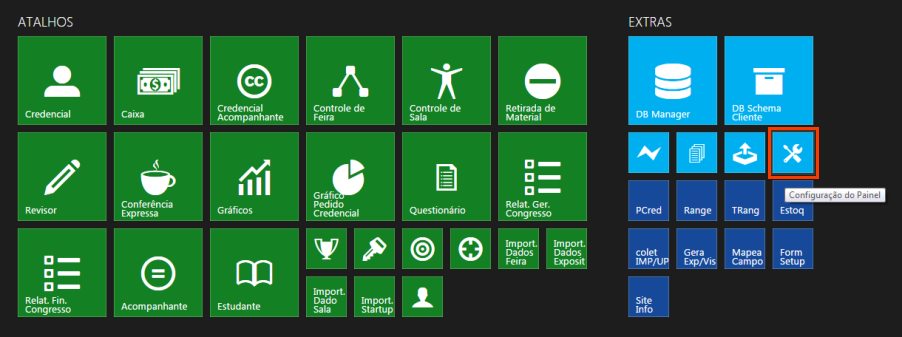 ATALHOS
Credencial
Caixa
Credencial
Acompanhante
Controle de
Feira
Controle de
Sala
Retirada de
Material
Revisor
Conferência
Expressa
Gráficos
Gráfico
Pedido
Credencial
Questionário
Relat. Ger.
Congresso
Relat. Fin.
Congresso
Acompanhante
Estudante
Import.
Dados
Feira
Import.
Dados
Exposit
Import.
Dado
Sala
Import.
Startup
EXTRAS
DB Manager
DB Schema
Cliente
Configuração do Painel
PCred
Range
TRang
Estoq
colet
IMP/UP
Gera
Exp/Vis
Mapea
Campo
Form
Setup
Site
Info